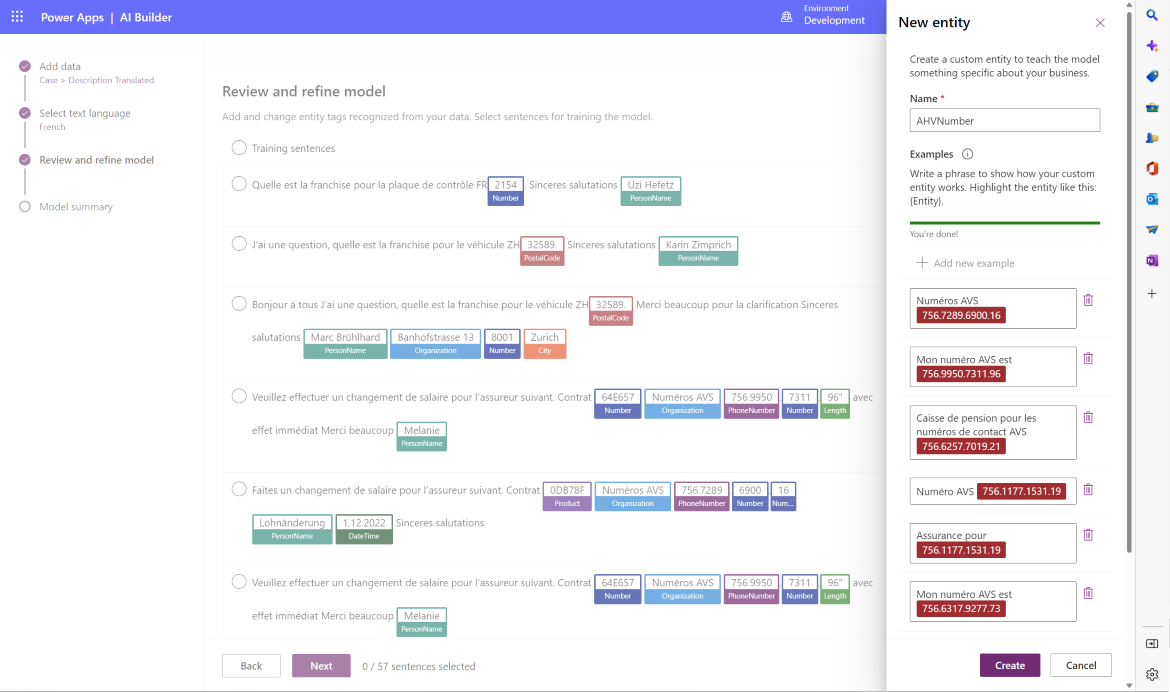 Power Apps | AI Builder
Environment
Development
Add data
Case > Description Translated
Select text language
French
Review and refine model
Model summary
Review and refine model
Add and change entity tags recognized from your data. Select sentences for training the model.
Training sentences
Quelle est la franchise pour la plaque de contrôle FR 2154 . Sinceres salutations Uzi Hefetz
Number PersonName
J'ai une question, quelle est la franchise pour le véhicule ZH 32589. Sinceres salutations Karin Zimprich
PostalCode PersonName
Bonjour à tous J'ai une question, quelle est la franchise pour le véhicule ZH 32589. Merci beaucoup pour la clarification Sinceres
PostalCode
salutations Marc Brühlhard Banhofstrasse 13 8001 Zurich
PersonName Organization Number City
Veuillez effectuer un changement de salaire pour l'assureur suivant. Contrat 64E657 Numéros AVS 756.9950 . 7311 . 96" avec
Number Organization PhoneNumber Number Length
effet immédiat Merci beaucoup Melanie
PersonName
Faites un changement de salaire pour l'assureur suivant. Contrat 0DB78F Numéros AVS 756.7289 . 6900 . 16
Product Organization PhoneNumber Number Num...
Lohnänderung 1.12.2022 Sinceres salutations
PersonName DateTime
Veuillez effectuer un changement de salaire pour l'assureur suivant. Contrat 64E657 Numéros AVS 756.9950 . 7311 . 96" avec
Number Organization PhoneNumber Number Length
effet immédiat Merci beaucoup Melanie
PersonName
Back
Next
0 / 57 sentences selected
New entity
Create a custom entity to teach the model
something specific about your business.
Name *
AHVNumber
Examples
Write a phrase to show how your custom
entity works. Highlight the entity like this:
{Entity}.
You're done!
Add new example
Numéros AVS
756.7289.6900.16
Mon numéro AVS est
756.9950.7311.96
Caisse de pension pour les
numéros de contact AVS
756.6257.7019.21
Numéro AVS 756.1177.1531.19
Assurance pour
756.1177.1531.19
Mon numéro AVS est
756.6317.9277.73
Create
Cancel